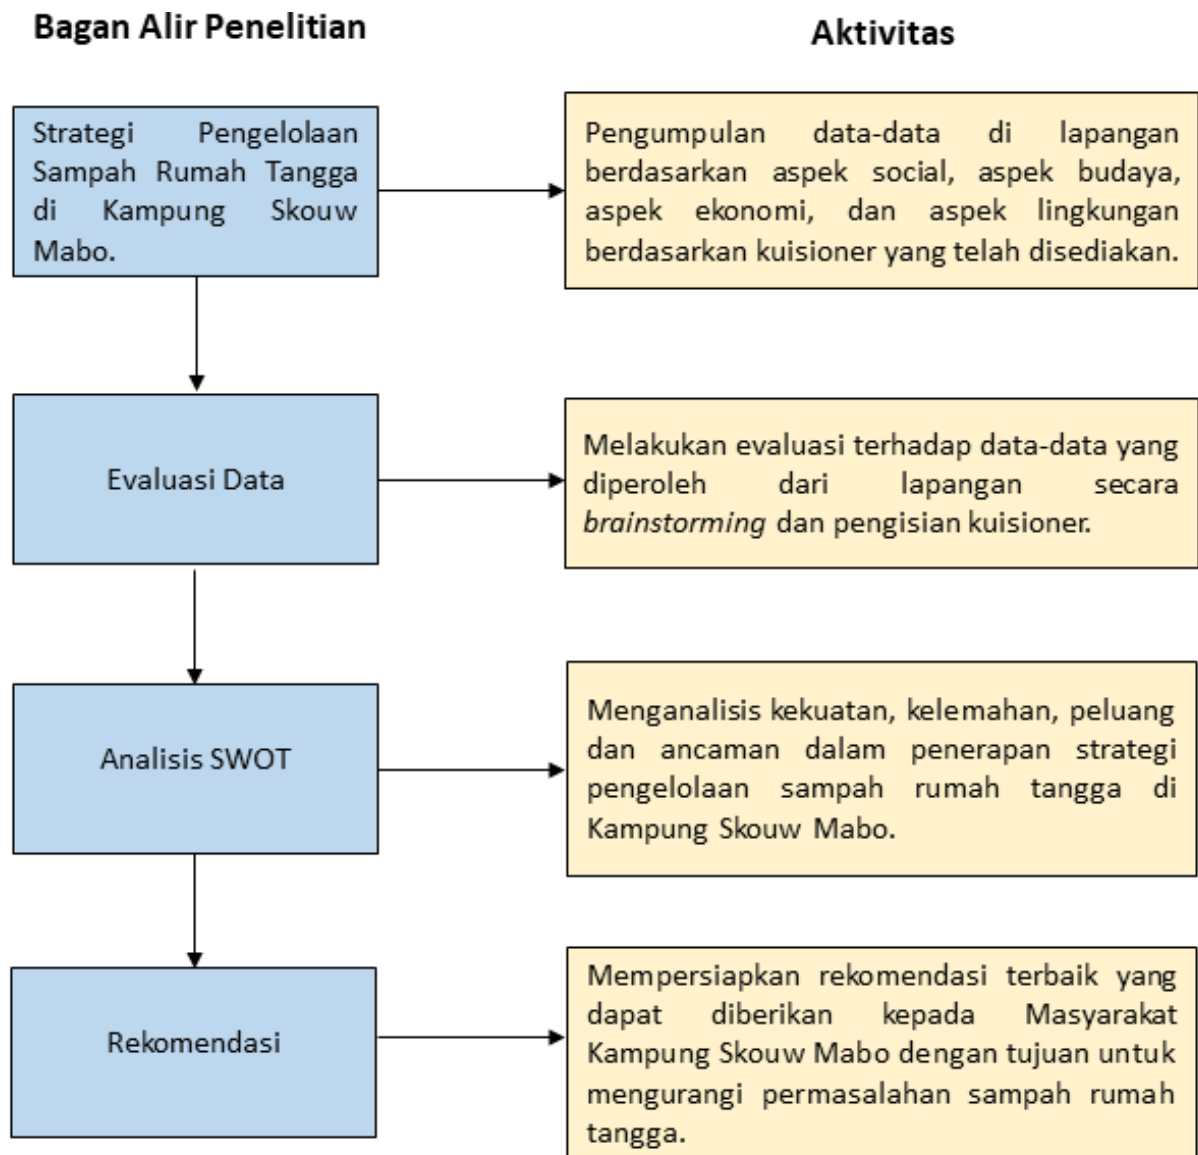 Bagan Alir Penelitian
Aktivitas
Strategi Pengelolaan
Sampah Rumah Tangga
di Kampung Skouw
Mabo.
Pengumpulan data-data di lapangan
berdasarkan aspek social, aspek budaya,
aspek ekonomi, dan aspek lingkungan
berdasarkan kuisioner yang telah disediakan.
Evaluasi Data
Melakukan evaluasi terhadap data-data yang
diperoleh dari lapangan secara
brainstorming dan pengisian kuisioner.
Analisis SWOT
Menganalisis kekuatan, kelemahan, peluang
dan ancaman dalam penerapan strategi
pengelolaan sampah rumah tangga di
Kampung Skouw Mabo.
Rekomendasi
Mempersiapkan rekomendasi terbaik yang
dapat diberikan kepada Masyarakat
Kampung Skouw Mabo dengan tujuan untuk
mengurangi permasalahan sampah rumah
tangga.